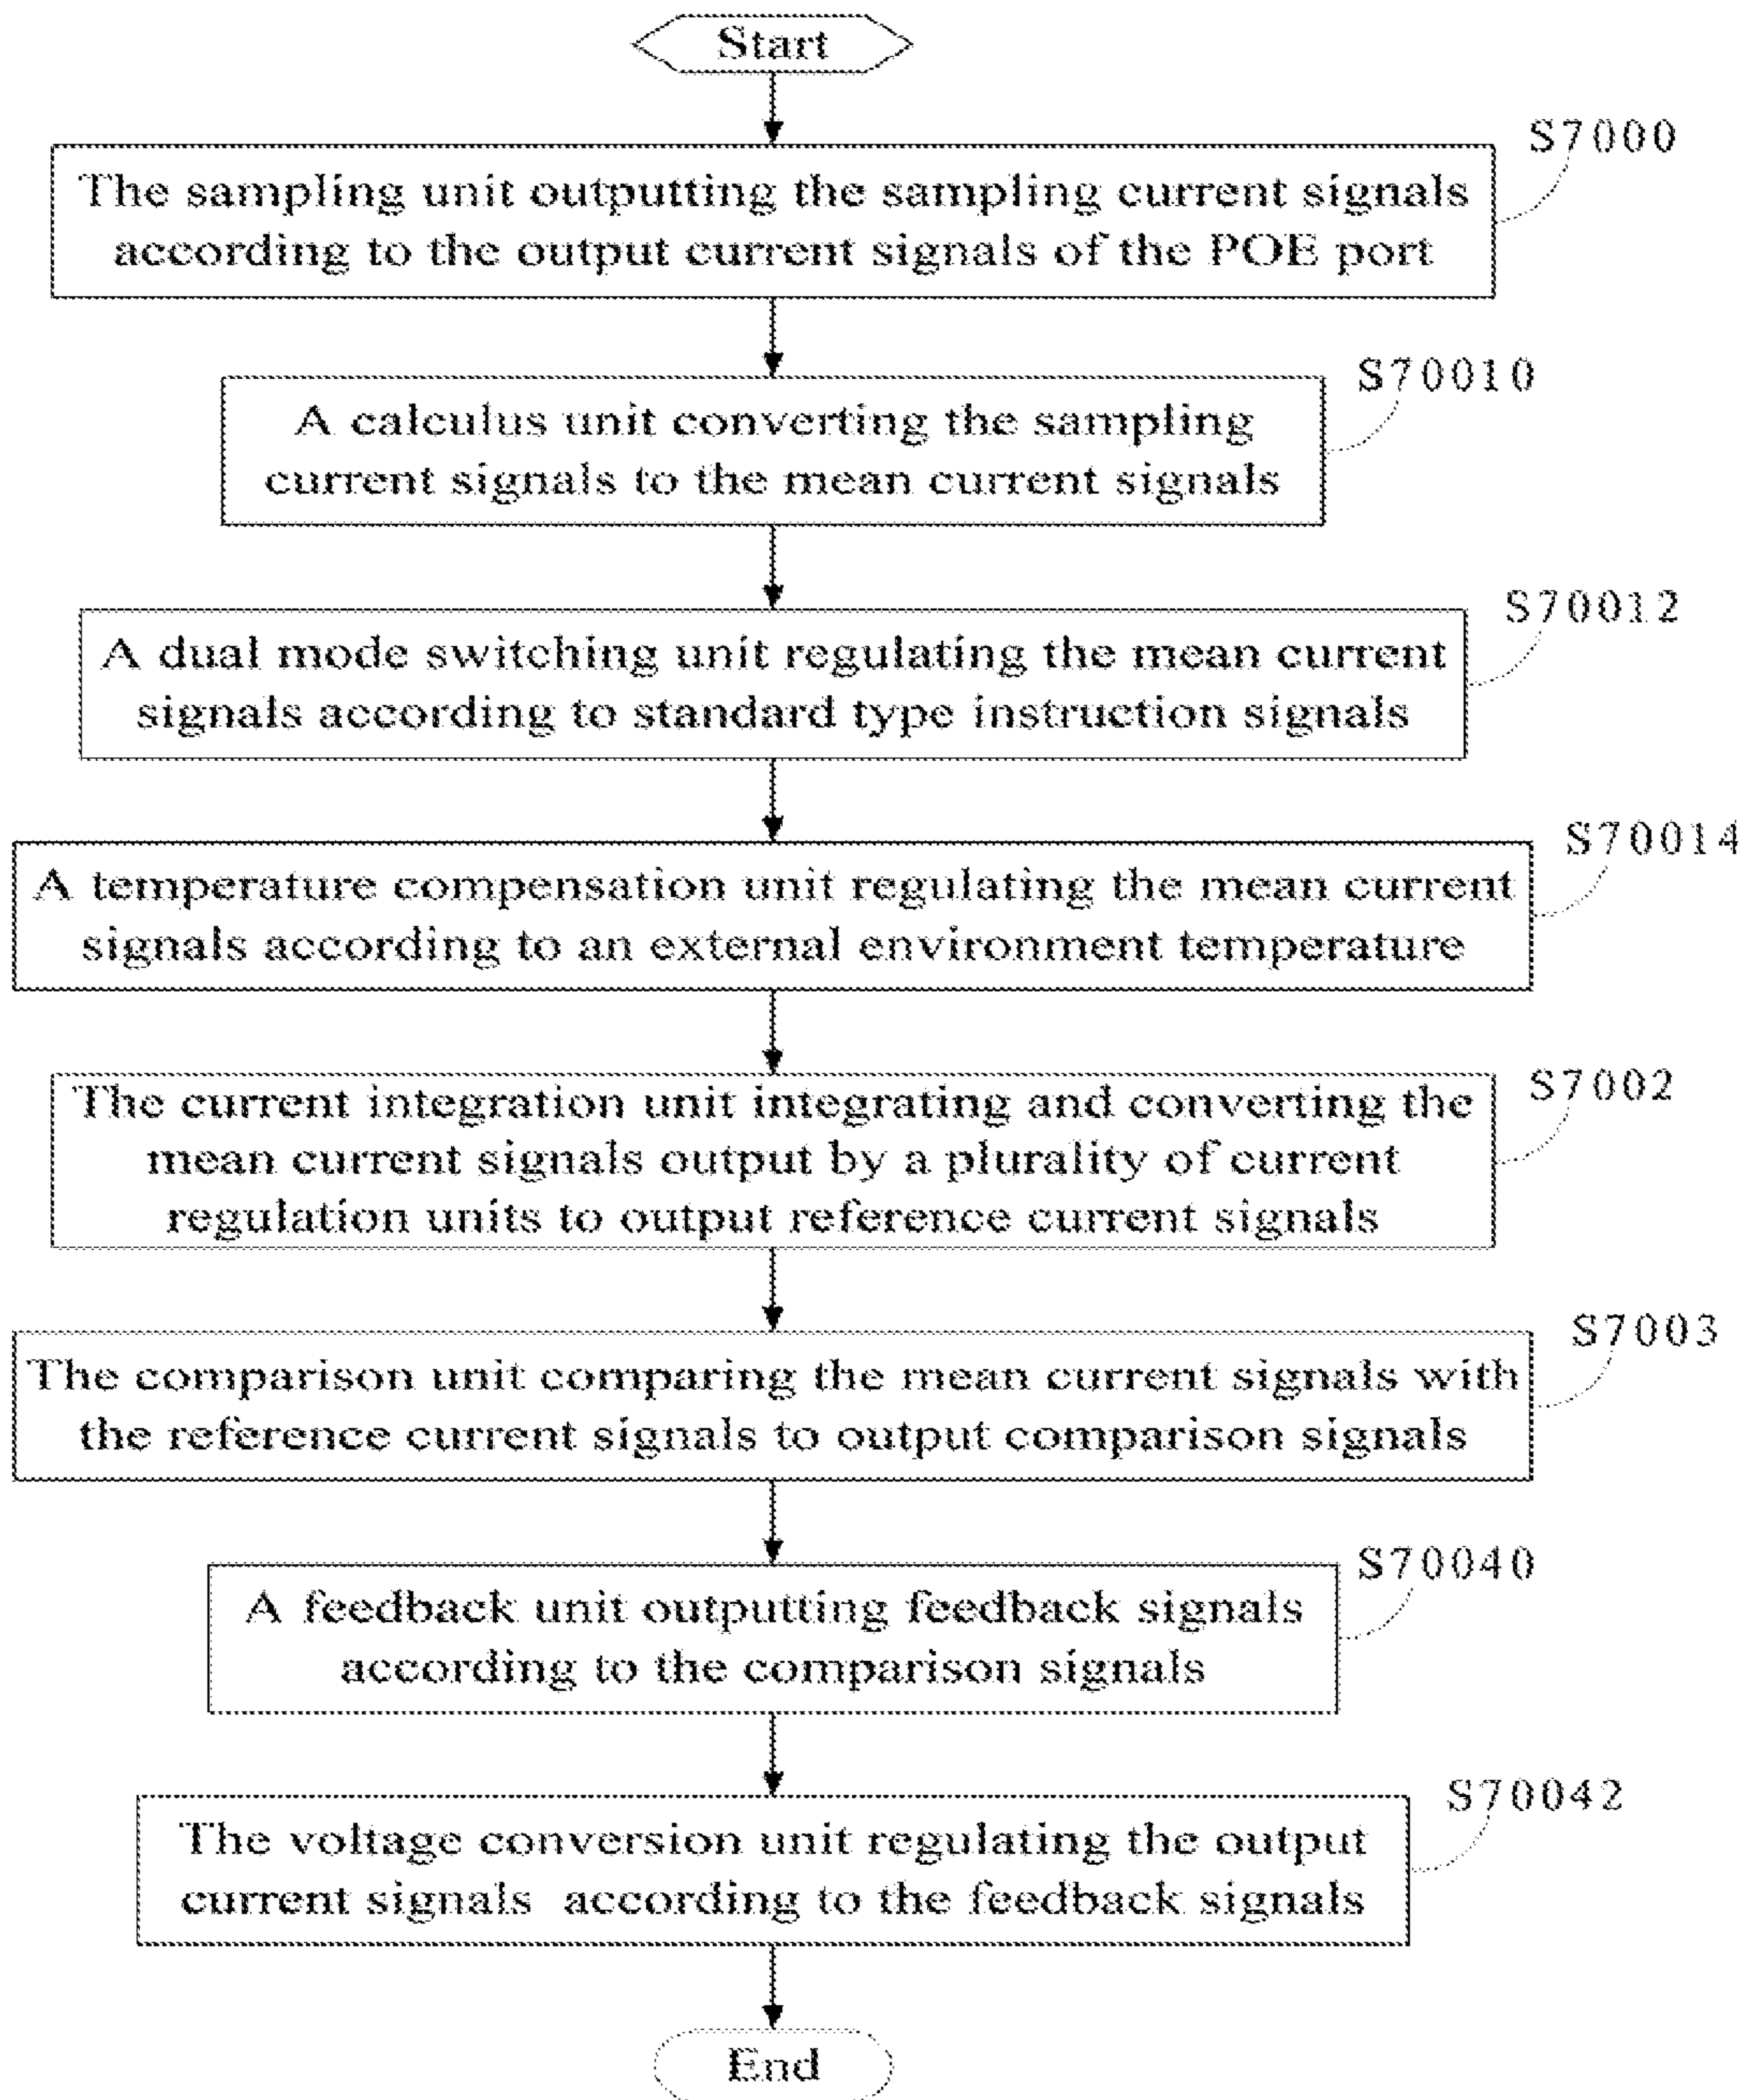 Start
S7000
The sampling unit outputting the sampling current signals
according to the output current signals of the POE port
S70010
A calculus unit converting the sampling
current signals to the mean current signals
S70012
A dual mode switching unit regulating the mean current
signals according to standard type instruction signals
S70014
A temperature compensation unit regulating the mean current
signals according to an external environment temperature
S7002
The current integration unit integrating and converting the
mean current signals output by a plurality of current
regulation units to output reference current signals
S7003
The comparison unit comparing the mean current signals with
the reference current signals to output comparison signals
S70040
A feedback unit outputting feedback signals
according to the comparison signals
S70042
The voltage conversion unit regulating the output
current signals according to the feedback signals
End